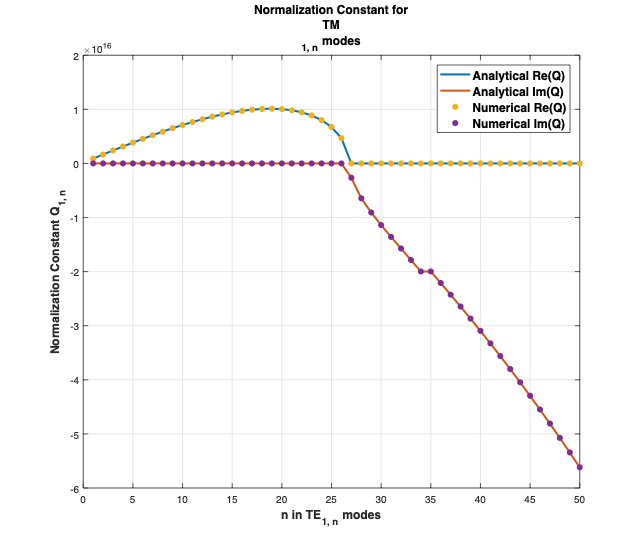 Normalization Constant for
TM
1, n modes
×10^16
2
1
0
-1
-2
-3
-4
-5
-6
Normalization Constant Q1, n
Analytical Re(Q)
Analytical Im(Q)
Numerical Re(Q)
Numerical Im(Q)
0 5 10 15 20 25 30 35 40 45 50
n in TE1, n modes